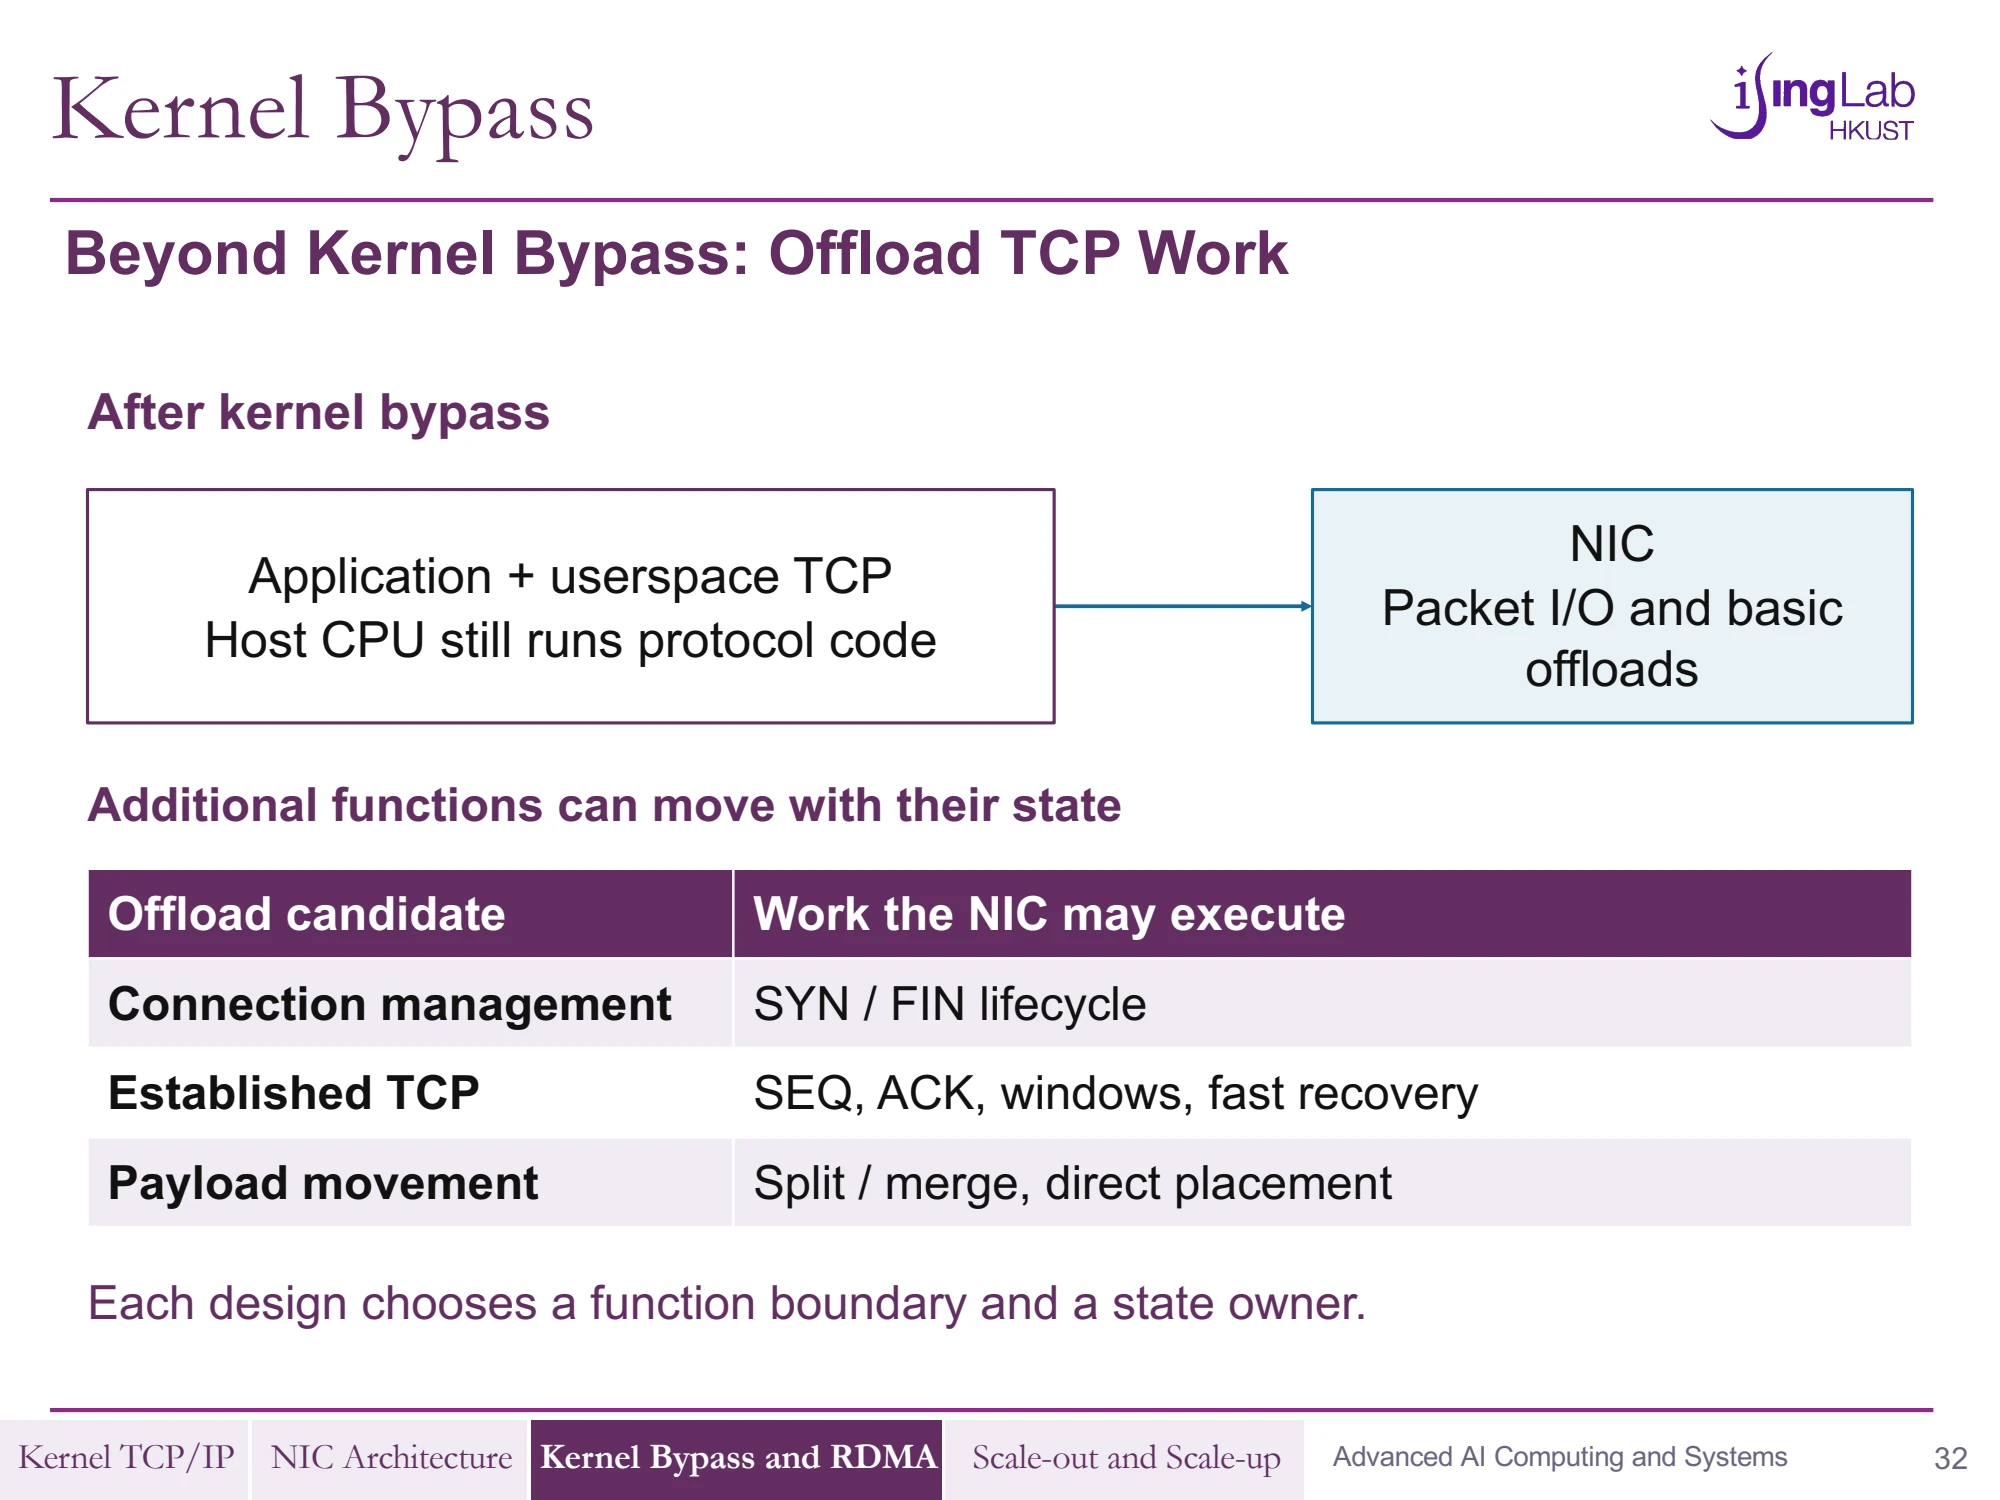 Kernel Bypass
isingLab
HKUST
Beyond Kernel Bypass: Offload TCP Work
After kernel bypass
Application + userspace TCP
Host CPU still runs protocol code
NIC
Packet I/O and basic
offloads
Additional functions can move with their state
Offload candidate
Work the NIC may execute
Connection management
SYN / FIN lifecycle
Established TCP
SEQ, ACK, windows, fast recovery
Payload movement
Split / merge, direct placement
Each design chooses a function boundary and a state owner.
Kernel TCP/IP
NIC Architecture
Kernel Bypass and RDMA
Scale-out and Scale-up
Advanced AI Computing and Systems
32